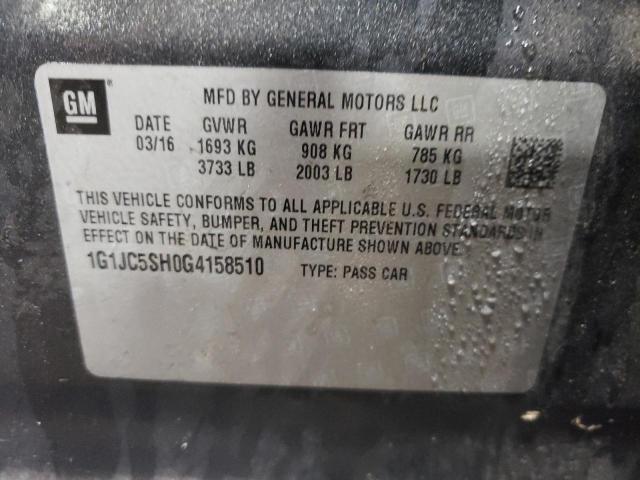 GM
MFD BY GENERAL MOTORS LLC
DATE GVWR GAWR FRT GAWR RR
03/16 1693 KG 908 KG 785 KG
3733 LB 2003 LB 1730 LB
THIS VEHICLE CONFORMS TO ALL APPLICABLE U.S. FEDERAL MOTOR
VEHICLE SAFETY, BUMPER, AND THEFT PREVENTION STANDARDS IN
EFFECT ON THE DATE OF MANUFACTURE SHOWN ABOVE.
1G1JC5SH0G4158510 TYPE: PASS CAR